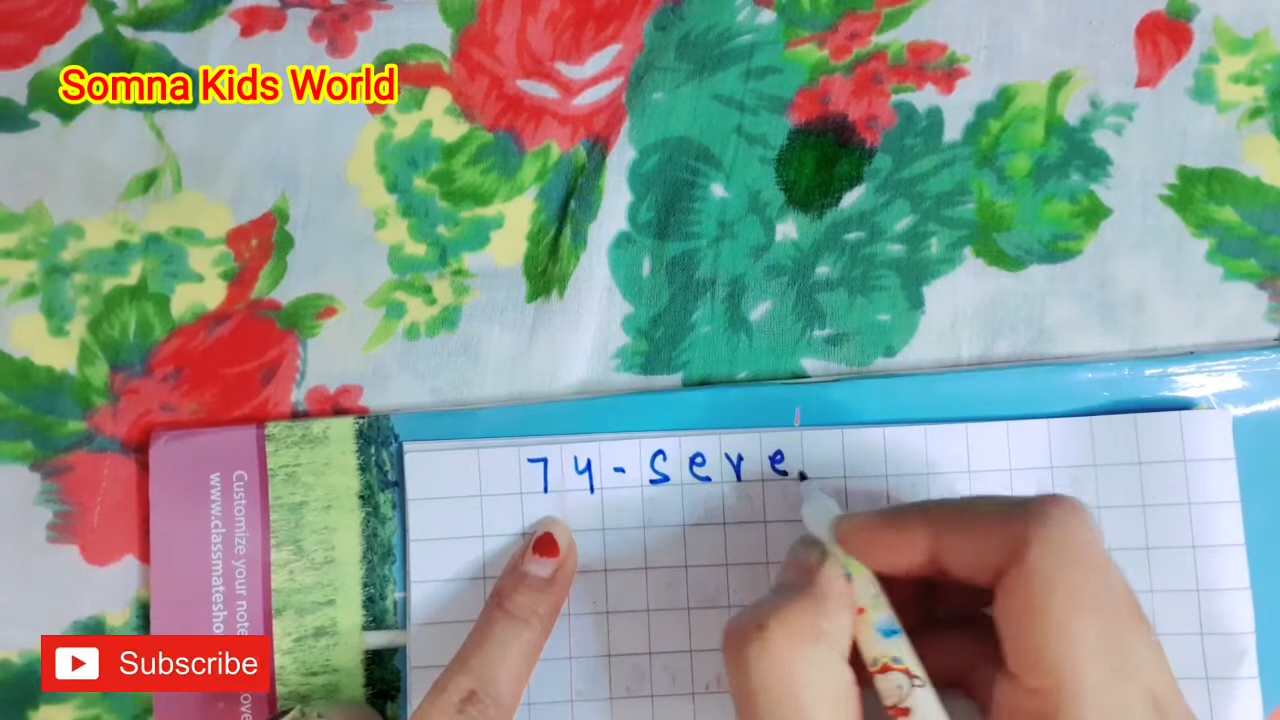 Somna Kids World
74-seve
Subscribe
Customize your note
www.classmatesho